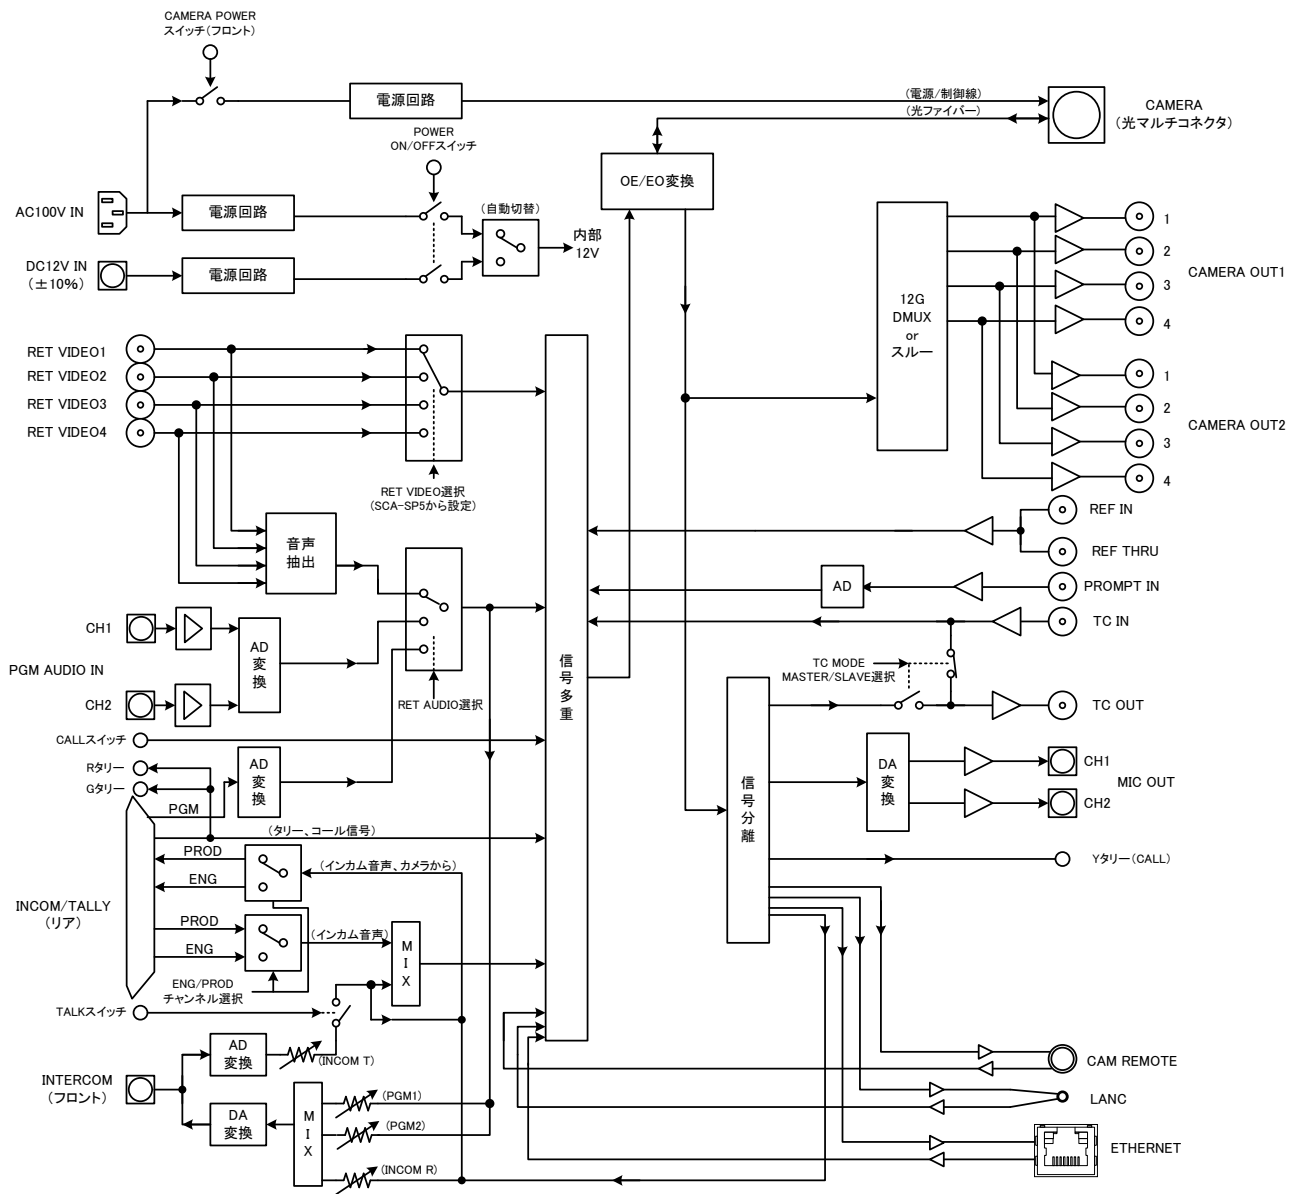 CAMERA POWER
スイッチ(フロント)
電源回路
(電源/制御線)
(光ファイバー)
CAMERA
(光マルチコネクタ)
POWER
ON/OFFスイッチ
OE/EO変換
AC100V IN
電源回路
(自動切替)
内部
12V
DC12V IN
(±10%)
電源回路
12G
DMUX
or
スルー
1
2
3
4
CAMERA OUT1
1
2
3
4
CAMERA OUT2
RET VIDEO1
RET VIDEO2
RET VIDEO3
RET VIDEO4
RET VIDEO選択
(SCA-SP5から設定)
音声
抽出
REF IN
REF THRU
AD
PROMPT IN
TC IN
CH1
PGM AUDIO IN
CH2
AD
変
換
RET AUDIO選択
信
号
多
重
TC MODE
MASTER/SLAVE選択
TC OUT
CALLスイッチ
Rタリー
Gタリー
AD
変
換
PGM
信
号
分
離
DA
変
換
CH1
MIC OUT
CH2
(タリー、コール信号)
Yタリー(CALL)
PROD
ENG
(インカム音声、カメラから)
INCOM/TALLY
(リア)
PROD
ENG
(インカム音声)
M
I
X
ENG/PROD
チャンネル選択
TALKスイッチ
AD
変換
(INCOM T)
INTERCOM
(フロント)
DA
変換
M
I
X
(PGM1)
(PGM2)
(INCOM R)
CAM REMOTE
LANC
ETHERNET